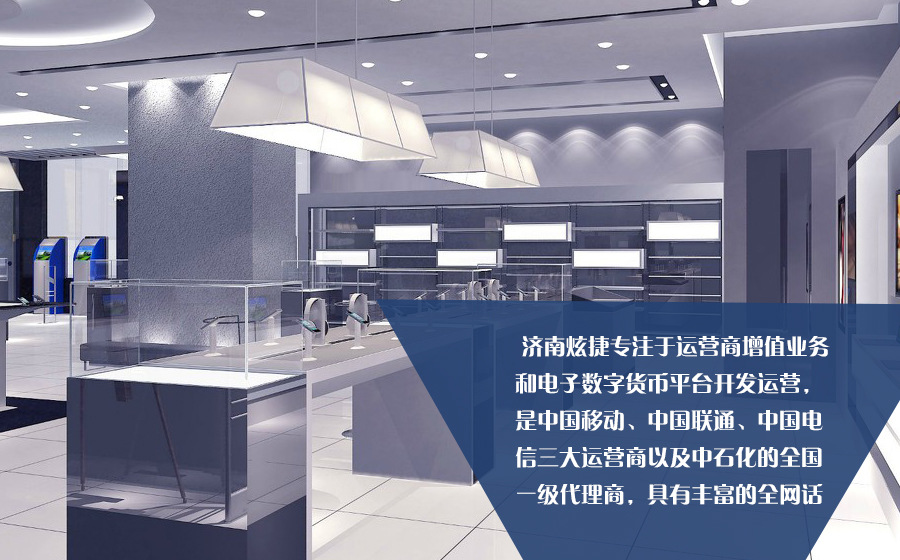 济南炫捷专注于运营商增值业务
和电子数字货币平台开发运营,
是中国移动、中国联通、中国电
信三大运营商以及中石化的全国
一级代理商,具有丰富的全网话